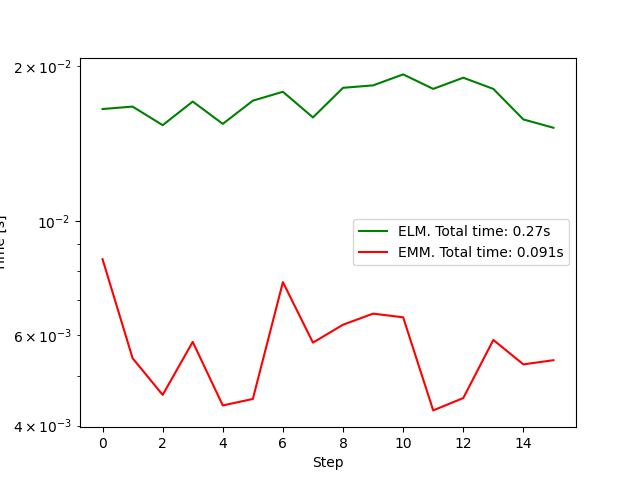 2 × 10⁻²
10⁻²
6 × 10⁻³
4 × 10⁻³
Time [s]
ELM. Total time: 0.27s
EMM. Total time: 0.091s
0 2 4 6 8 10 12 14
Step